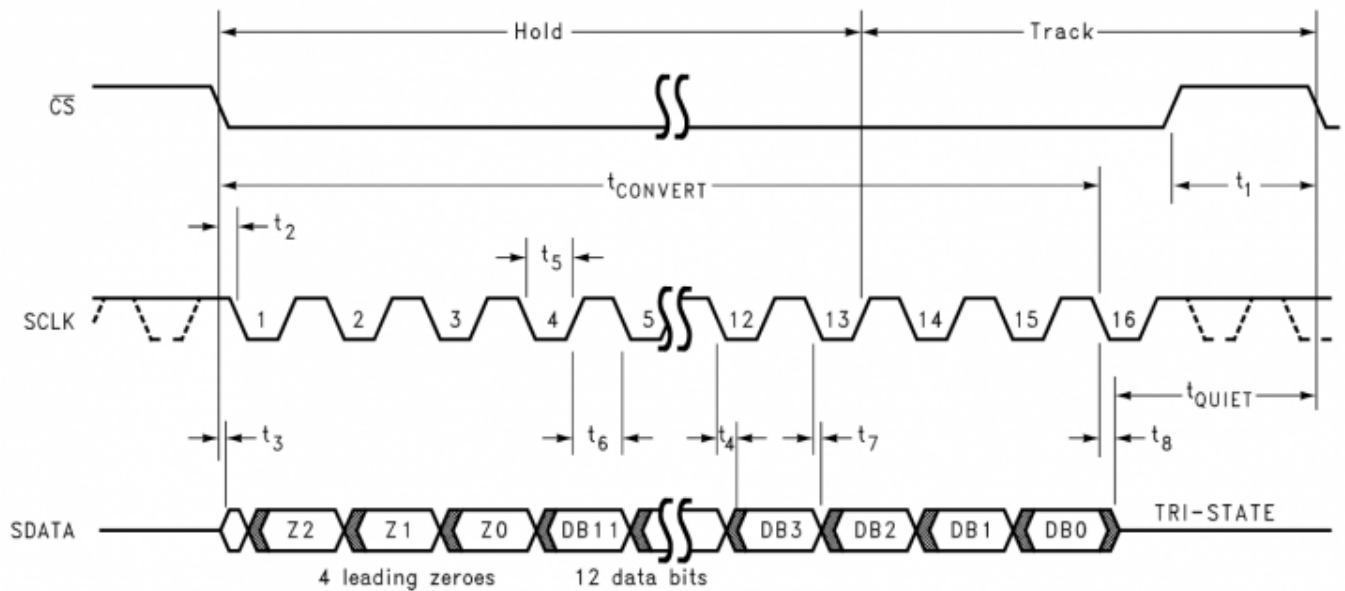 Hold Track
CS
tCONVERT t1
t2
t5
SCLK 1 2 3 4 5 12 13 14 15 16
tQUIET
t3 t6 t4 t7 t8
SDATA Z2 Z1 Z0 DB11 DB3 DB2 DB1 DB0 TRI-STATE
4 leading zeroes 12 data bits